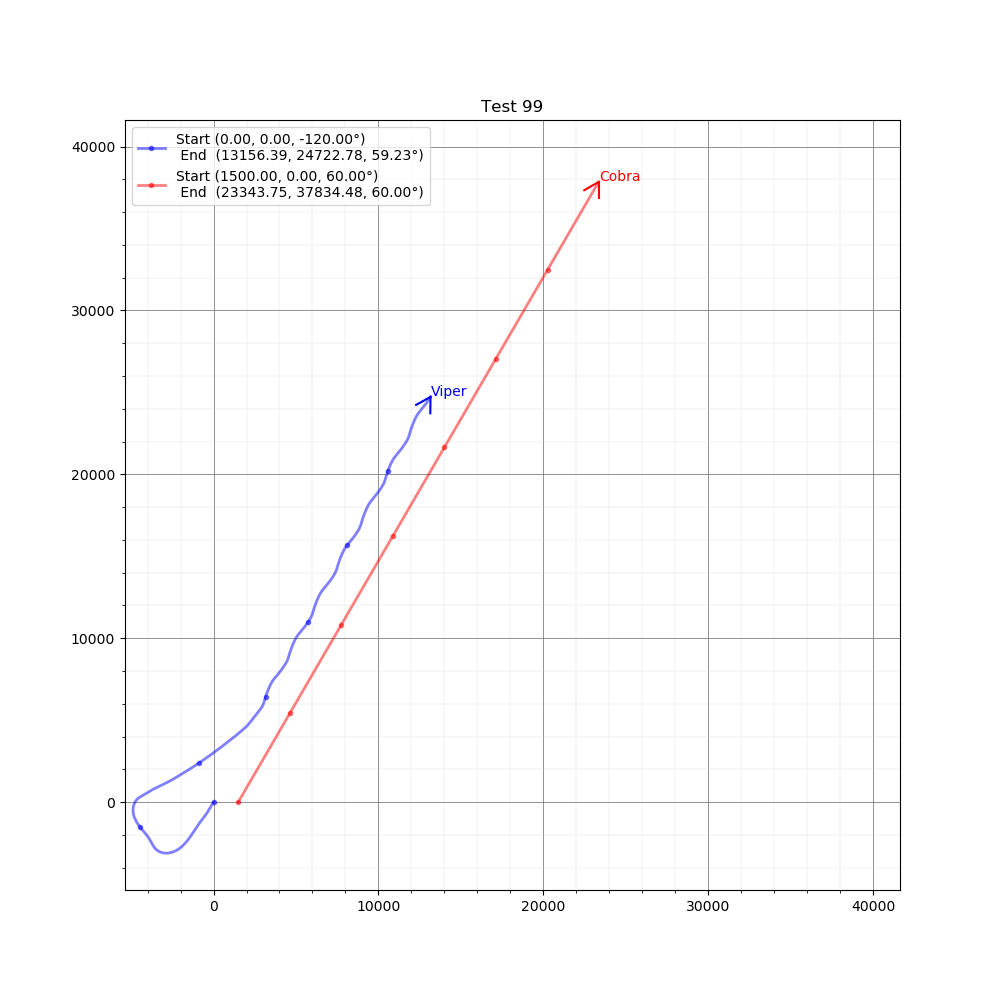 Test 99
Start (0.00, 0.00, -120.00°)
End (13156.39, 24722.78, 59.23°)
Start (1500.00, 0.00, 60.00°)
End (23343.75, 37834.48, 60.00°)
Cobra
Viper
40000
30000
20000
10000
0
0
10000
20000
30000
40000